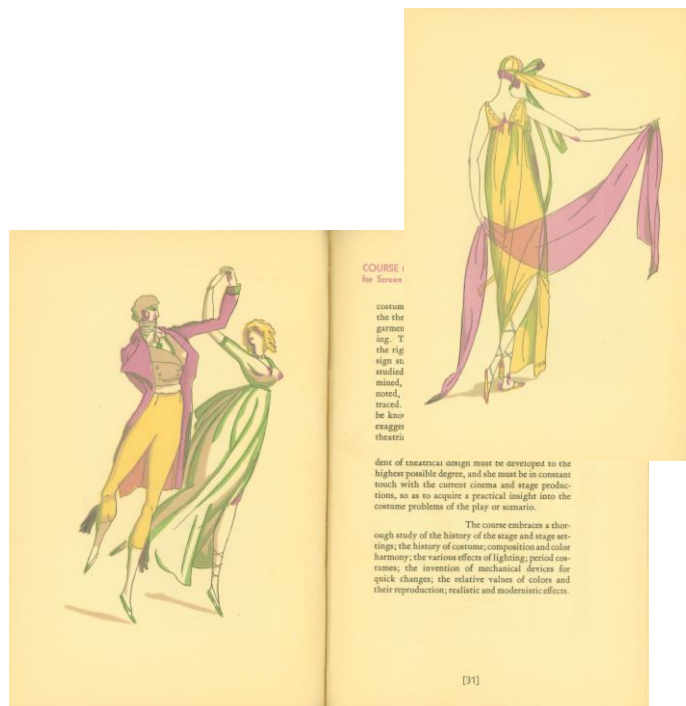 COURSE
for Screen
costum
the the
garmen
ing. T
the rig
sign st
studied
mined,
noted,
traced.
be kno
exagge
theatri
dent of theatrical design must be developed to the
highest possible degree, and she must be in constant
touch with the current cinema and stage produc-
tions, so as to acquire a practical insight into the
costume problems of the play or scenario.
The course embraces a thor-
ough study of the history of the stage and stage set-
tings; the history of costume; composition and color
harmony; the various effects of lighting; period cos-
tumes; the invention of mechanical devices for
quick changes; the relative values of colors and
their reproduction; realistic and modernistic effects.
[31]